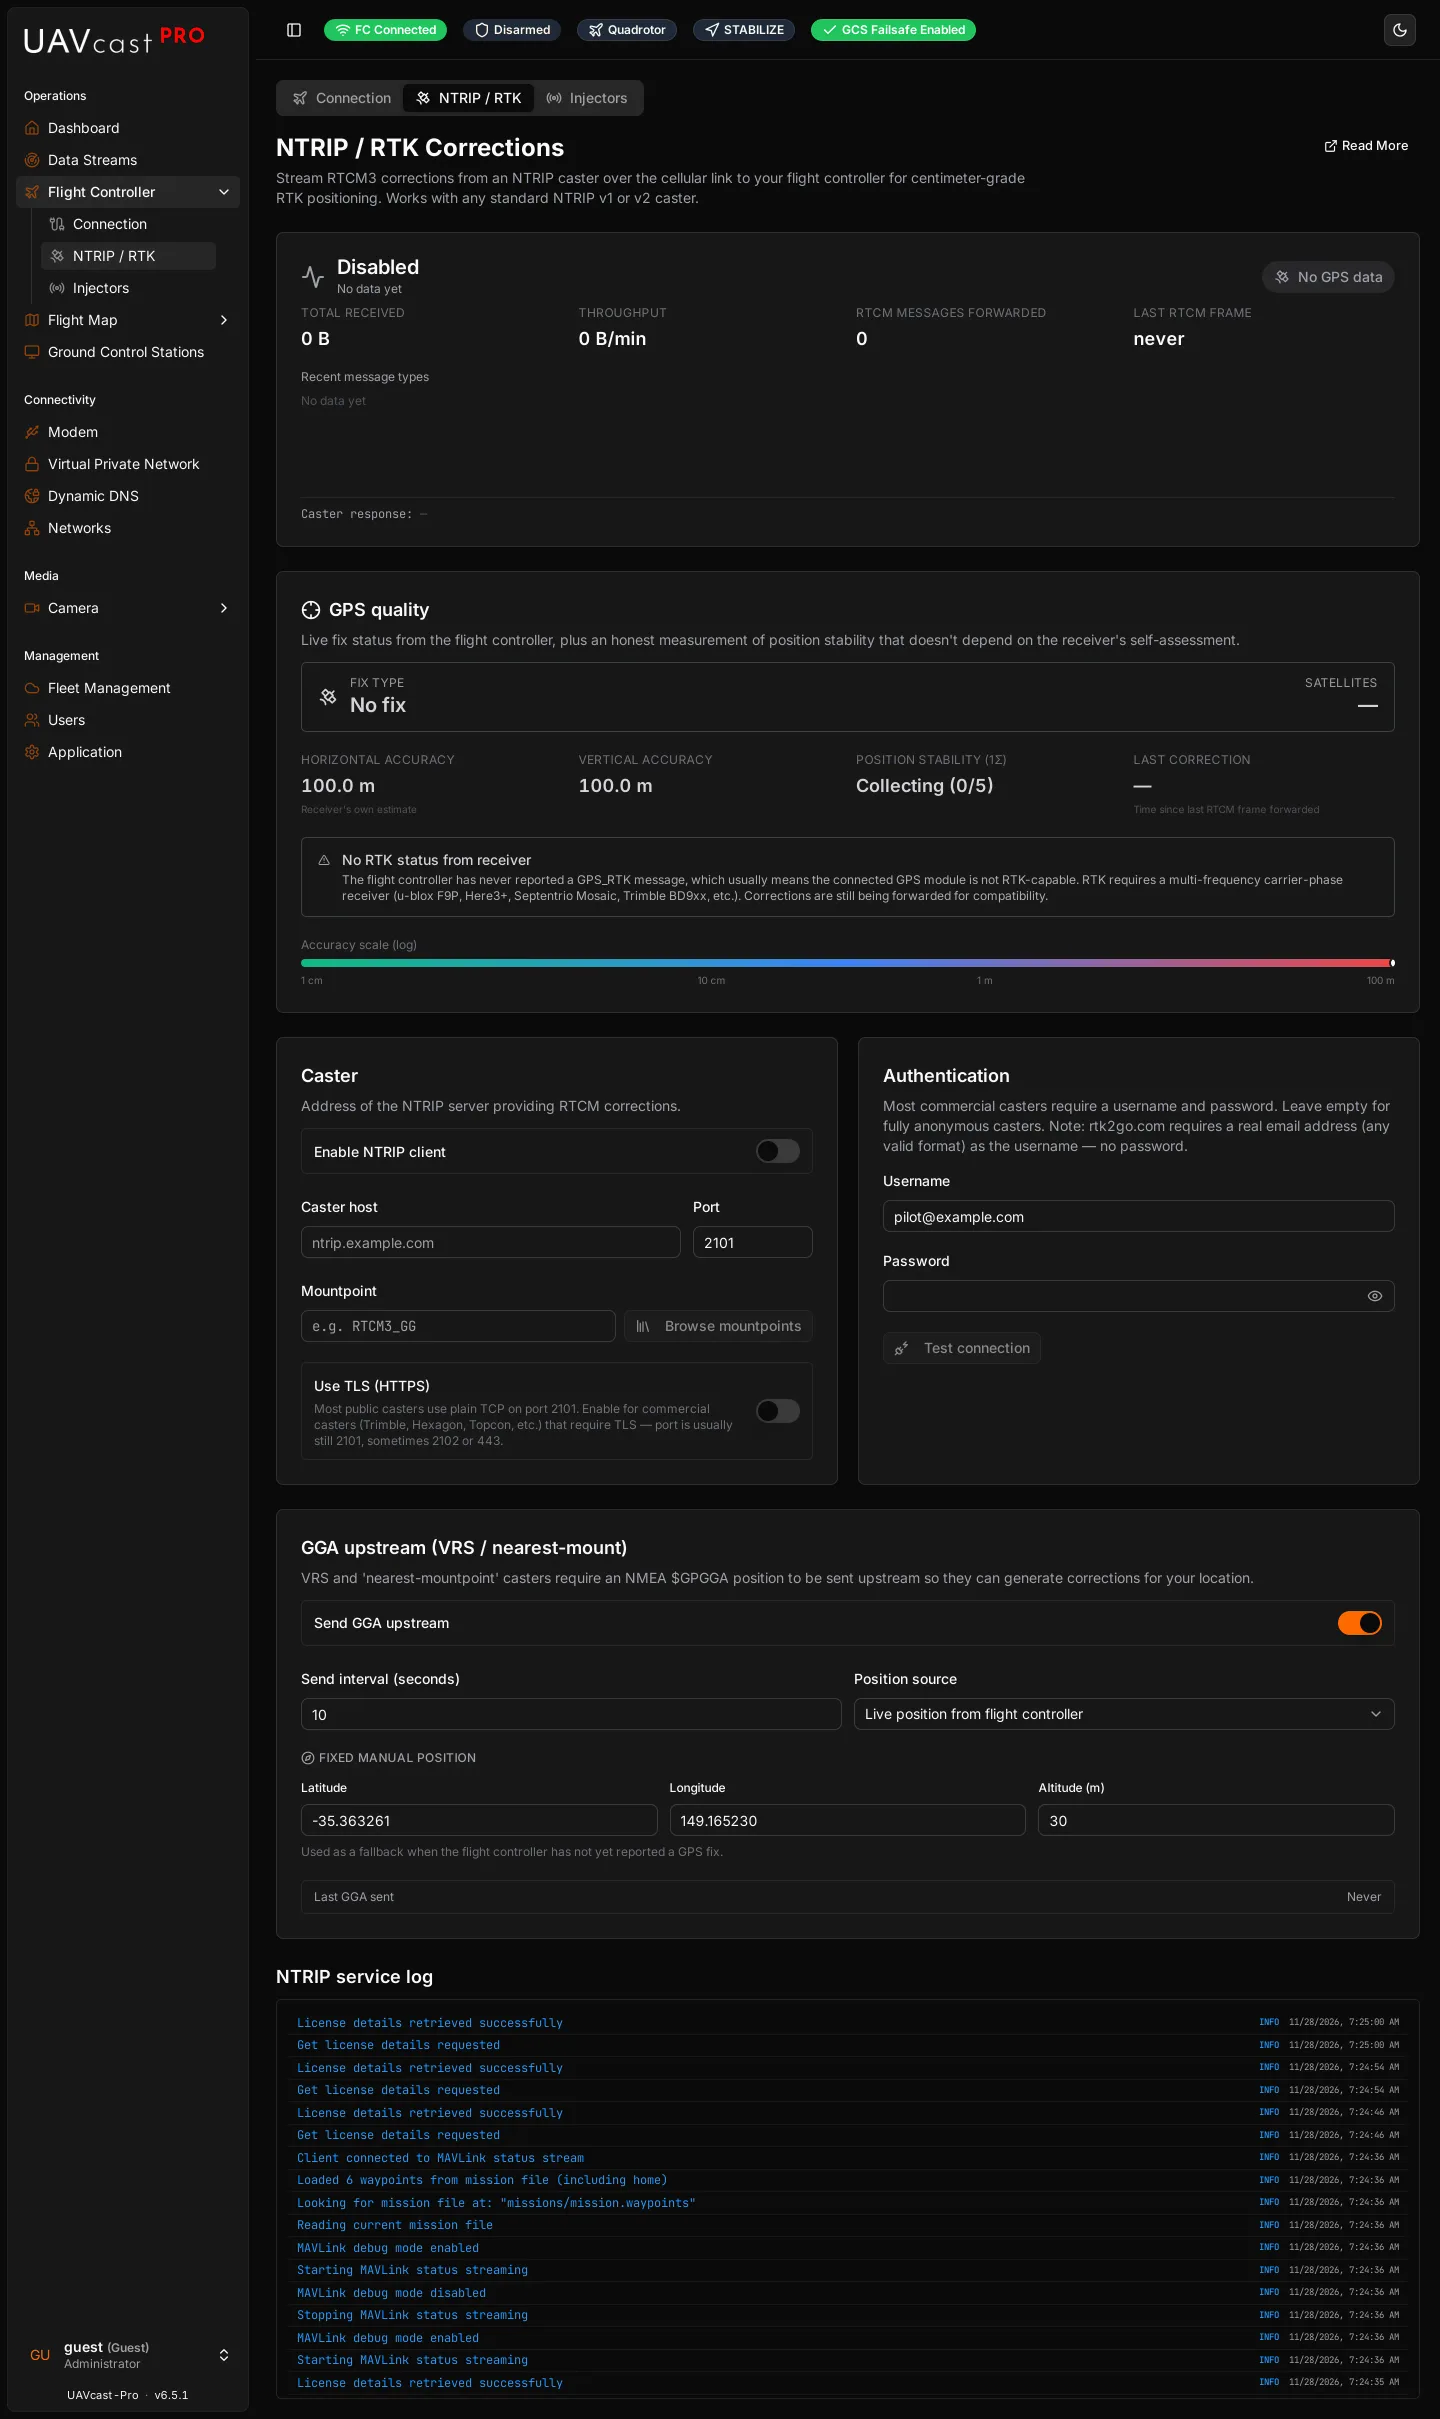 UAVcast PRO
FC Connected
Disarmed
Quadrotor
STABILIZE
GCS Failsafe Enabled
Operations
Dashboard
Data Streams
Flight Controller
Connection
NTRIP / RTK
Injectors
Flight Map
Ground Control Stations
Connectivity
Modem
Virtual Private Network
Dynamic DNS
Networks
Media
Camera
Management
Fleet Management
Users
Application
GU
guest (Guest)
Administrator
UAVcast-Pro · v6.5.1
Connection
NTRIP / RTK
Injectors
NTRIP / RTK Corrections
Read More
Stream RTCM3 corrections from an NTRIP caster over the cellular link to your flight controller for centimeter-grade
RTK positioning. Works with any standard NTRIP v1 or v2 caster.
Disabled
No data yet
No GPS data
TOTAL RECEIVED
0 B
THROUGHPUT
0 B/min
RTCM MESSAGES FORWARDED
0
LAST RTCM FRAME
never
Recent message types
No data yet
Caster response: —
GPS quality
Live fix status from the flight controller, plus an honest measurement of position stability that doesn't depend on the receiver's self-assessment.
FIX TYPE
No fix
SATELLITES
—
HORIZONTAL ACCURACY
100.0 m
Receiver's own estimate
VERTICAL ACCURACY
100.0 m
POSITION STABILITY (1Σ)
Collecting (0/5)
LAST CORRECTION
—
Time since last RTCM frame forwarded
No RTK status from receiver
The flight controller has never reported a GPS_RTK message, which usually means the connected GPS module is not RTK-capable. RTK requires a multi-frequency carrier-phase
receiver (u-blox F9P, Here3+, Septentrio Mosaic, Trimble BD9xx, etc.). Corrections are still being forwarded for compatibility.
Accuracy scale (log)
1 cm
10 cm
1 m
100 m
Caster
Address of the NTRIP server providing RTCM corrections.
Enable NTRIP client
Caster host
Port
ntrip.example.com
2101
Mountpoint
e.g. RTCM3_GG
Browse mountpoints
Use TLS (HTTPS)
Most public casters use plain TCP on port 2101. Enable for commercial
casters (Trimble, Hexagon, Topcon, etc.) that require TLS — port is usually
still 2101, sometimes 2102 or 443.
Authentication
Most commercial casters require a username and password. Leave empty for
fully anonymous casters. Note: rtk2go.com requires a real email address (any
valid format) as the username — no password.
Username
pilot@example.com
Password
Test connection
GGA upstream (VRS / nearest-mount)
VRS and 'nearest-mountpoint' casters require an NMEA $GPGGA position to be sent upstream so they can generate corrections for your location.
Send GGA upstream
Send interval (seconds)
Position source
10
Live position from flight controller
FIXED MANUAL POSITION
Latitude
Longitude
Altitude (m)
-35.363261
149.165230
30
Used as a fallback when the flight controller has not yet reported a GPS fix.
Last GGA sent
Never
NTRIP service log
License details retrieved successfully INFO 11/28/2026, 7:25:00 AM
Get license details requested INFO 11/28/2026, 7:25:00 AM
License details retrieved successfully INFO 11/28/2026, 7:24:54 AM
Get license details requested INFO 11/28/2026, 7:24:54 AM
License details retrieved successfully INFO 11/28/2026, 7:24:46 AM
Get license details requested INFO 11/28/2026, 7:24:46 AM
Client connected to MAVLink status stream INFO 11/28/2026, 7:24:36 AM
Loaded 6 waypoints from mission file (including home) INFO 11/28/2026, 7:24:36 AM
Looking for mission file at: "missions/mission.waypoints" INFO 11/28/2026, 7:24:36 AM
Reading current mission file INFO 11/28/2026, 7:24:36 AM
MAVLink debug mode enabled INFO 11/28/2026, 7:24:36 AM
Starting MAVLink status streaming INFO 11/28/2026, 7:24:36 AM
MAVLink debug mode disabled INFO 11/28/2026, 7:24:36 AM
Stopping MAVLink status streaming INFO 11/28/2026, 7:24:36 AM
MAVLink debug mode enabled INFO 11/28/2026, 7:24:36 AM
Starting MAVLink status streaming INFO 11/28/2026, 7:24:36 AM
License details retrieved successfully INFO 11/28/2026, 7:24:35 AM